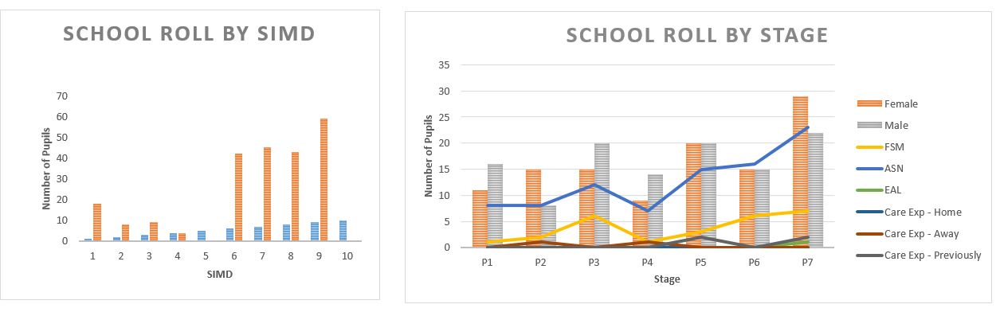 SCHOOL ROLL BY SIMD
Number of Pupils
70
60
50
40
30
20
10
0
1 2 3 4 5 6 7 8 9 10
SIMD
SCHOOL ROLL BY STAGE
Number of Pupils
35
30
25
20
15
10
5
0
P1 P2 P3 P4 P5 P6 P7
Stage
Female
Male
FSM
ASN
EAL
Care Exp - Home
Care Exp - Away
Care Exp - Previously